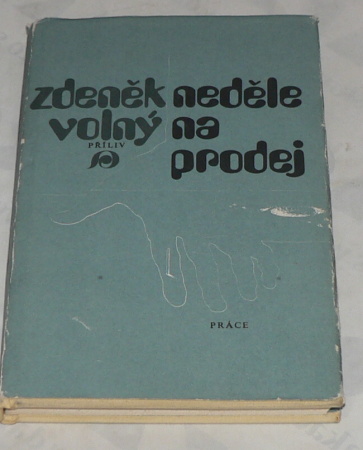 zdeněk
volný
neděle
na
prodej
PŘÍLIV
PRÁCE